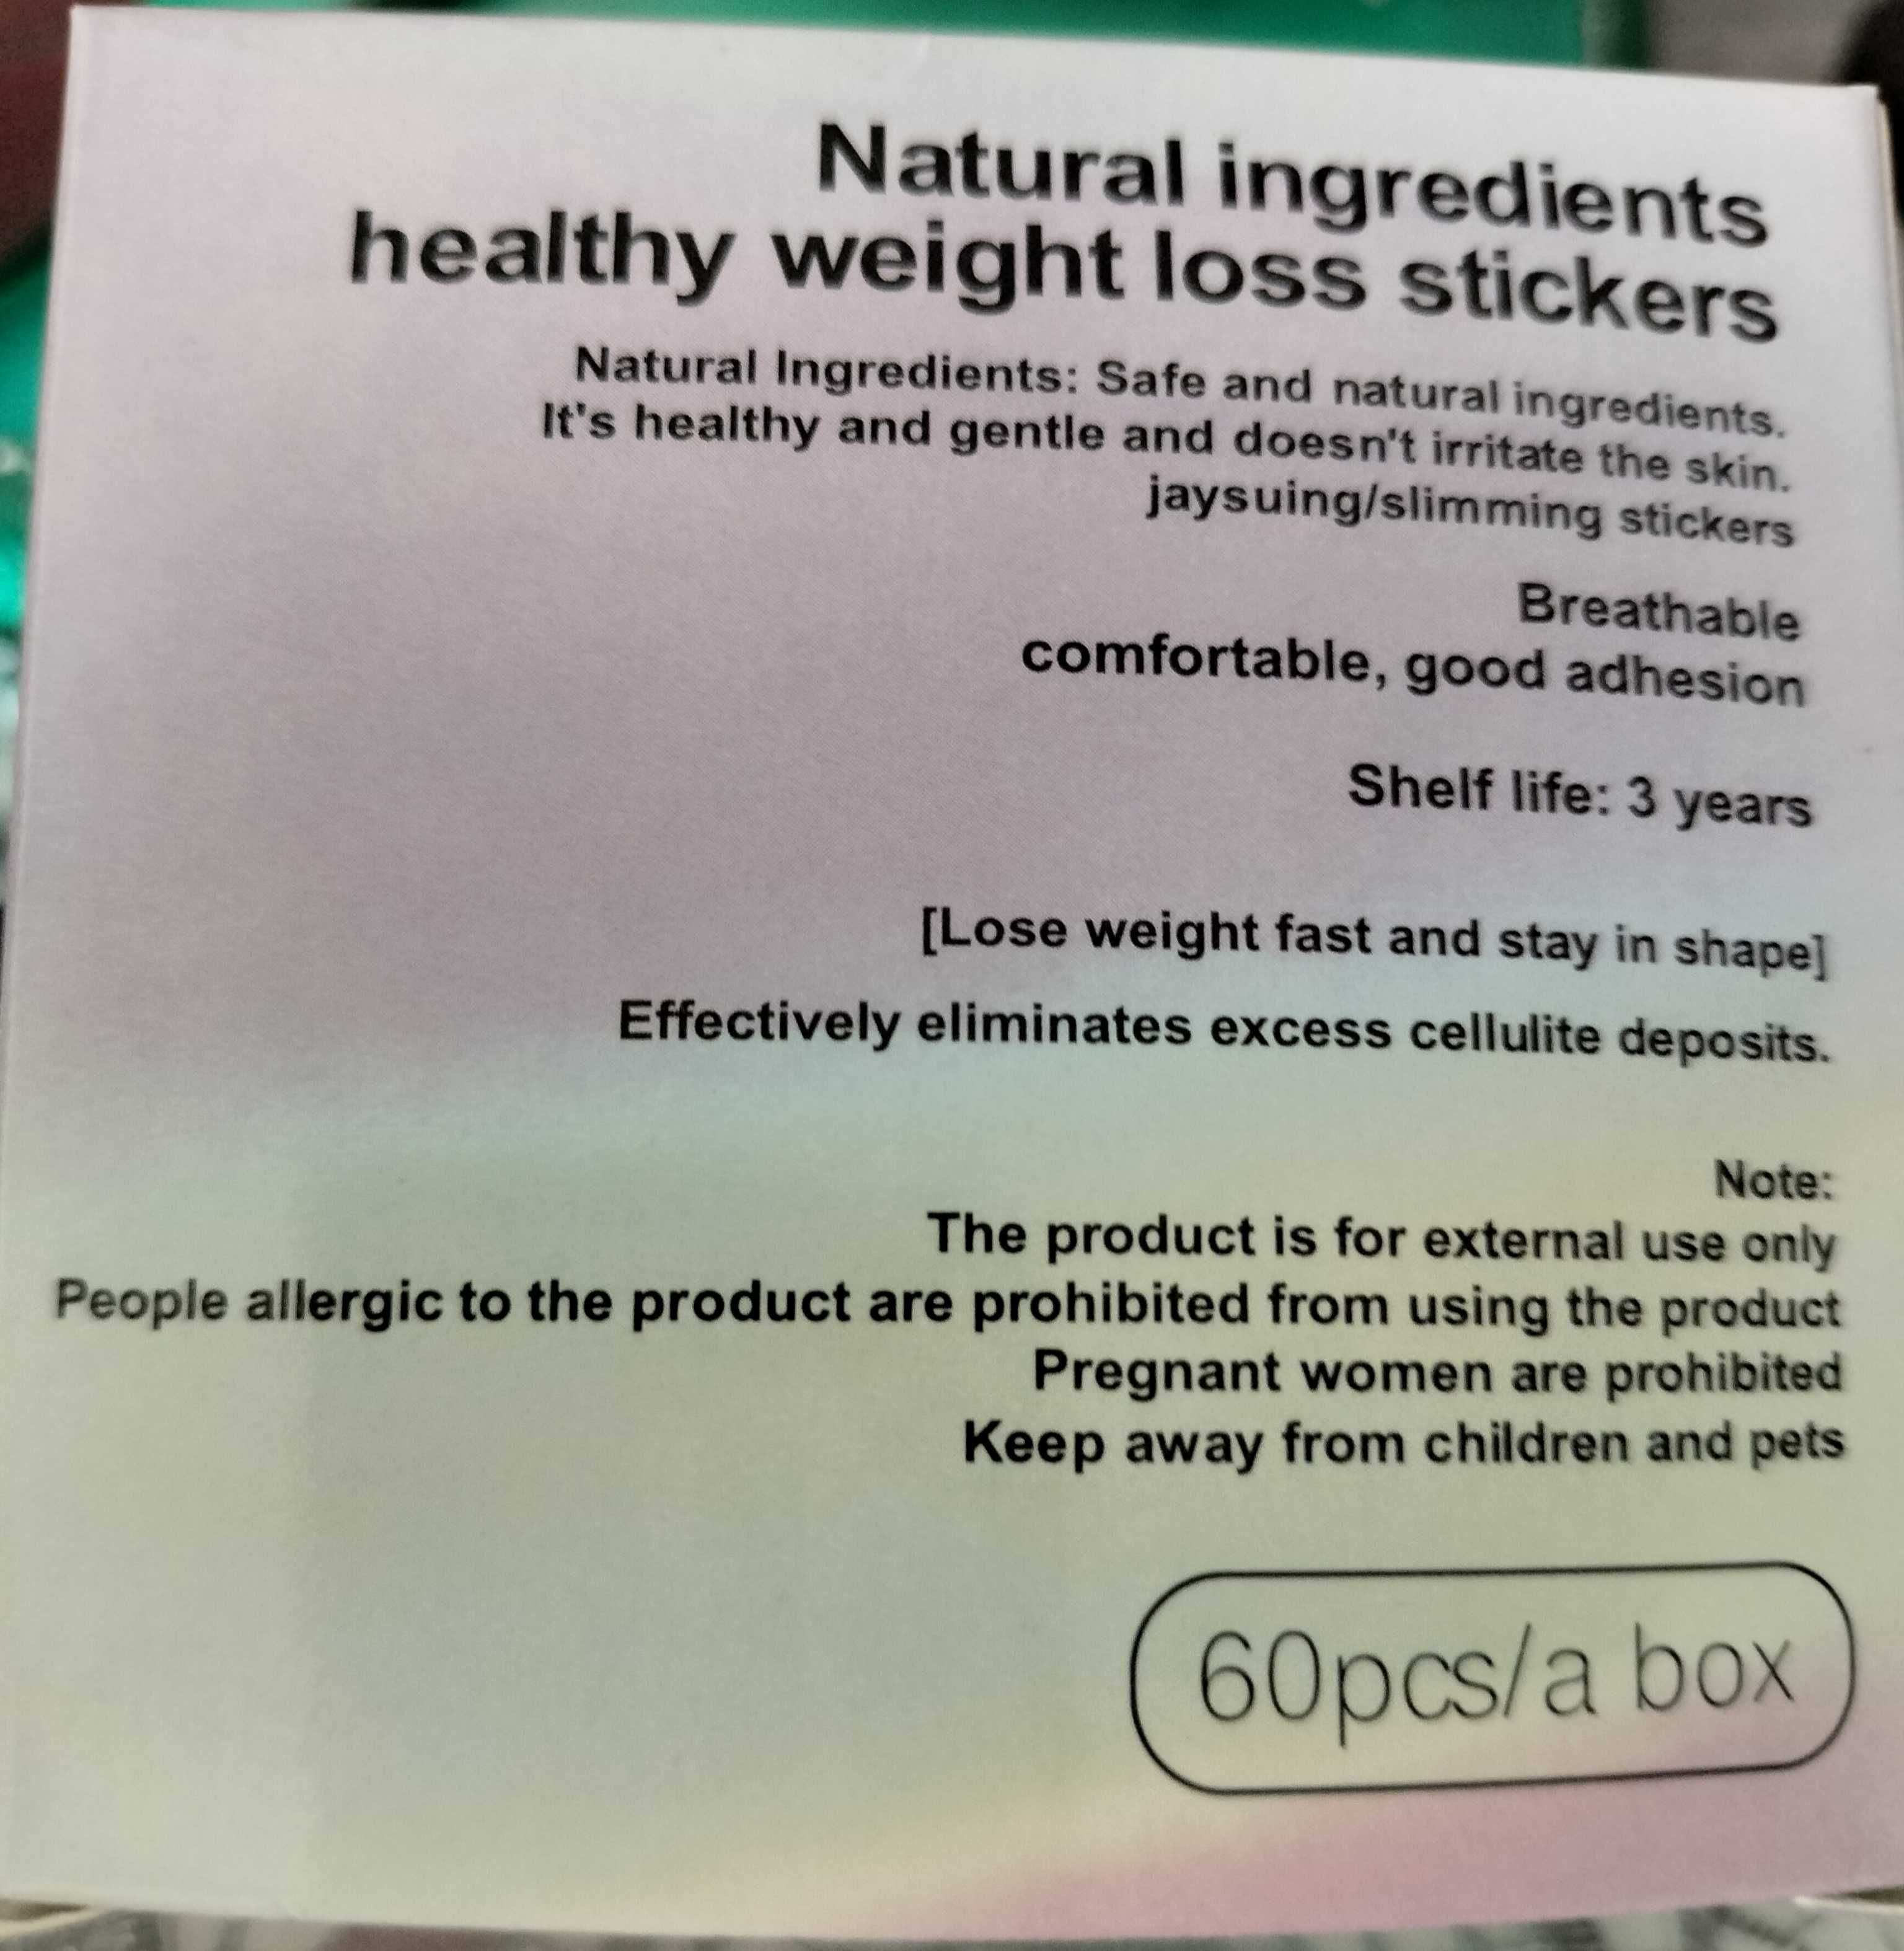 Natural ingredients
healthy weight loss stickers
Natural Ingredients: Safe and natural ingredients.
It's healthy and gentle and doesn't irritate the skin.
jaysuing/slimming stickers
Breathable
comfortable, good adhesion
Shelf life: 3 years
[Lose weight fast and stay in shape]
Effectively eliminates excess cellulite deposits.
Note:
The product is for external use only
People allergic to the product are prohibited from using the product
Pregnant women are prohibited
Keep away from children and pets
60pcs/a box